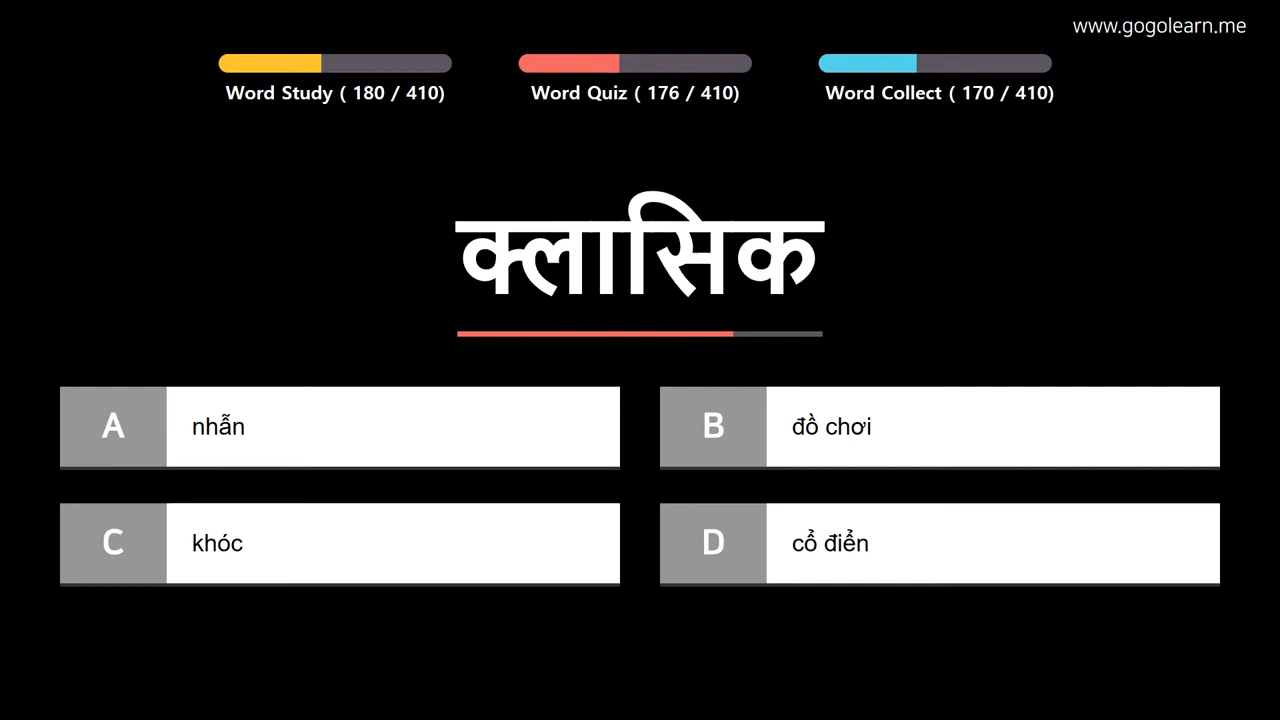 www.gogolearn.me
Word Study ( 180 / 410)
Word Quiz ( 176 / 410)
Word Collect ( 170 / 410)
क्लासिक
A
nhẫn
B
đồ chơi
C
khóc
D
cổ điển